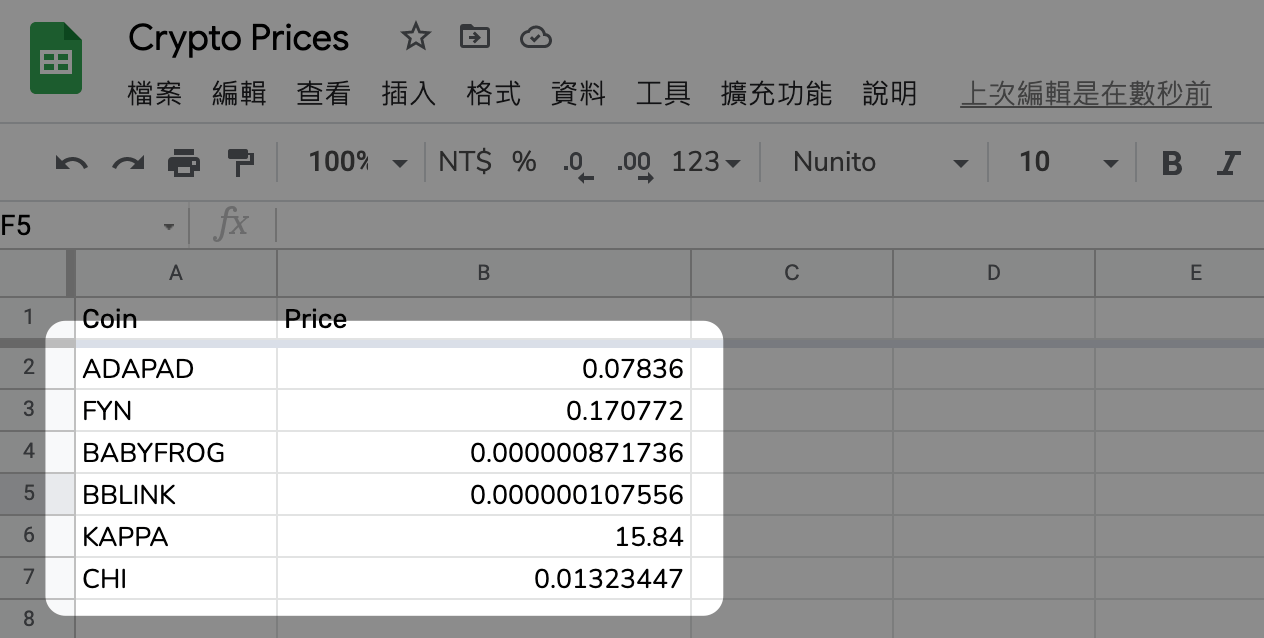 Crypto Prices
檔案 編輯 查看 插入 格式 資料 工具 擴充功能 說明 上次編輯是在數秒前
100% NT$ % .0 .00 123 Nunito 10 B I
F5 fx
A B C D E
1 Coin Price
2 ADAPAD 0.07836
3 FYN 0.170772
4 BABYFROG 0.000000871736
5 BBLINK 0.000000107556
6 KAPPA 15.84
7 CHI 0.01323447
8